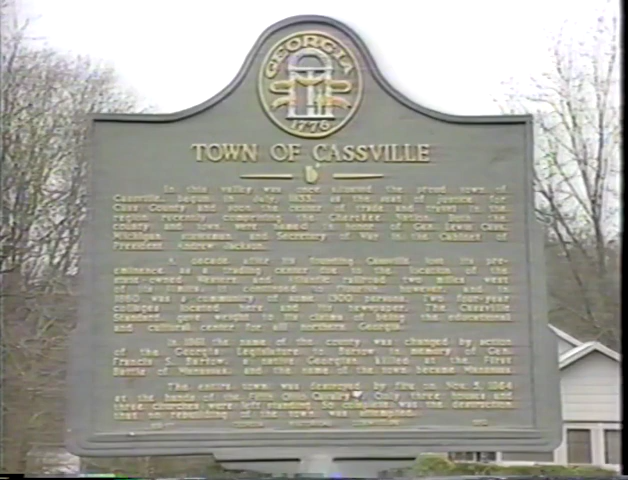 GEORGIA
1776
TOWN OF CASSVILLE
In this valley was once situated the proud town of
Cassville, begun in July, 1833, as the seat of justice for
Cass County and soon the center of trade and travel in the
region recently comprising the Cherokee Nation. Both the
county and town were named in honor of Gen. Lewis Cass,
Michigan statesman and Secretary of War in the Cabinet of
President Andrew Jackson.
A decade after its founding Cassville lost its pre-
eminence as a trading center due to the location of the
state-owned Western and Atlantic railroad two miles west
but as a it continued to flourish however, and in
1860 was a community of some 1300 persons. Two four-year
colleges located here and a newspaper, The Cassville
Standard, gave weight to its claims of being the educational
and cultural center for all northern Georgia.
In 1861 the name of the county was changed by action
of the Georgia Legislature to Bartow in memory of Gen.
Francis S. Bartow, a native Georgian killed at the First
Battle of Manassas, and the name of the town became Manassas.
The entire town was destroyed by fire on Nov. 5, 1864
at the hands of the Fifth Ohio Cavalry. Only three houses and
three churches were left standing. So complete was the destruction
that rebuilding of the town was
GEORGIA HISTORICAL COMMISSION